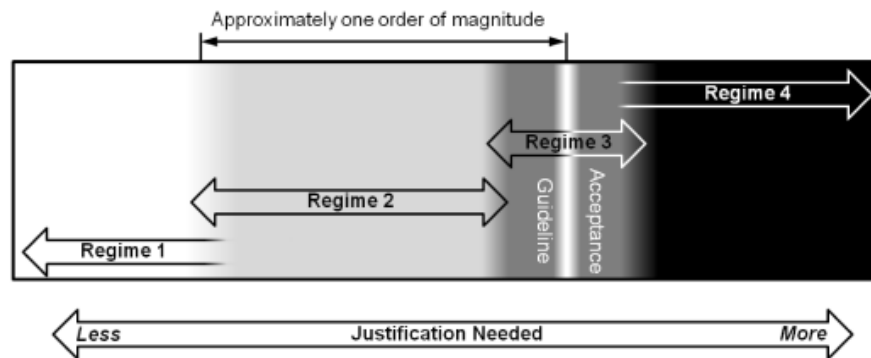 Approximately one order of magnitude
Regime 4
Regime 3
Regime 2
Guideline
Acceptance
Regime 1
Less
Justification Needed
More